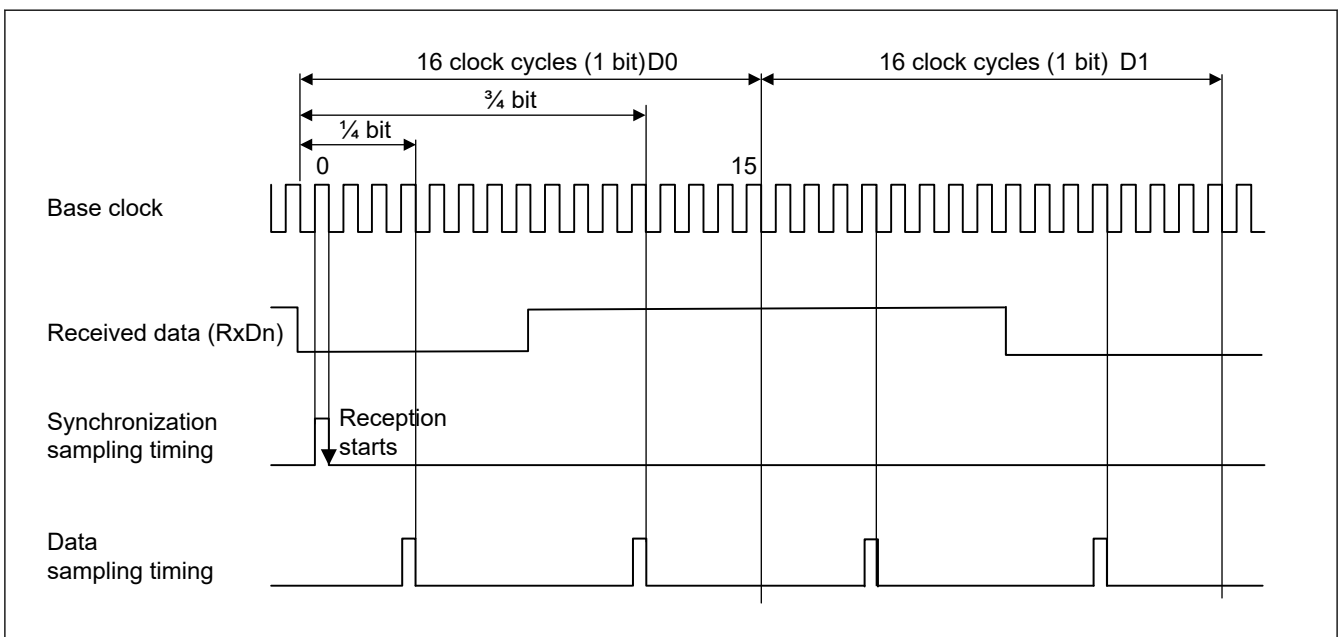 16 clock cycles (1 bit)D0
16 clock cycles (1 bit) D1
¾ bit
¼ bit
0
15
Base clock
Received data (RxDn)
Synchronization
sampling timing
Reception
starts
Data
sampling timing